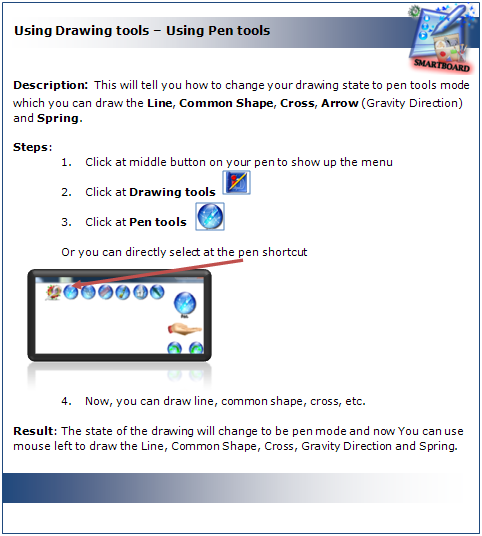 Using Drawing tools – Using Pen tools
SMARTBOARD
Description: This will tell you how to change your drawing state to pen tools mode
which you can draw the Line, Common Shape, Cross, Arrow (Gravity Direction)
and Spring.
Steps:
1. Click at middle button on your pen to show up the menu
2. Click at Drawing tools
3. Click at Pen tools
Or you can directly select at the pen shortcut
Pen
4. Now, you can draw line, common shape, cross, etc.
Result: The state of the drawing will change to be pen mode and now You can use
mouse left to draw the Line, Common Shape, Cross, Gravity Direction and Spring.